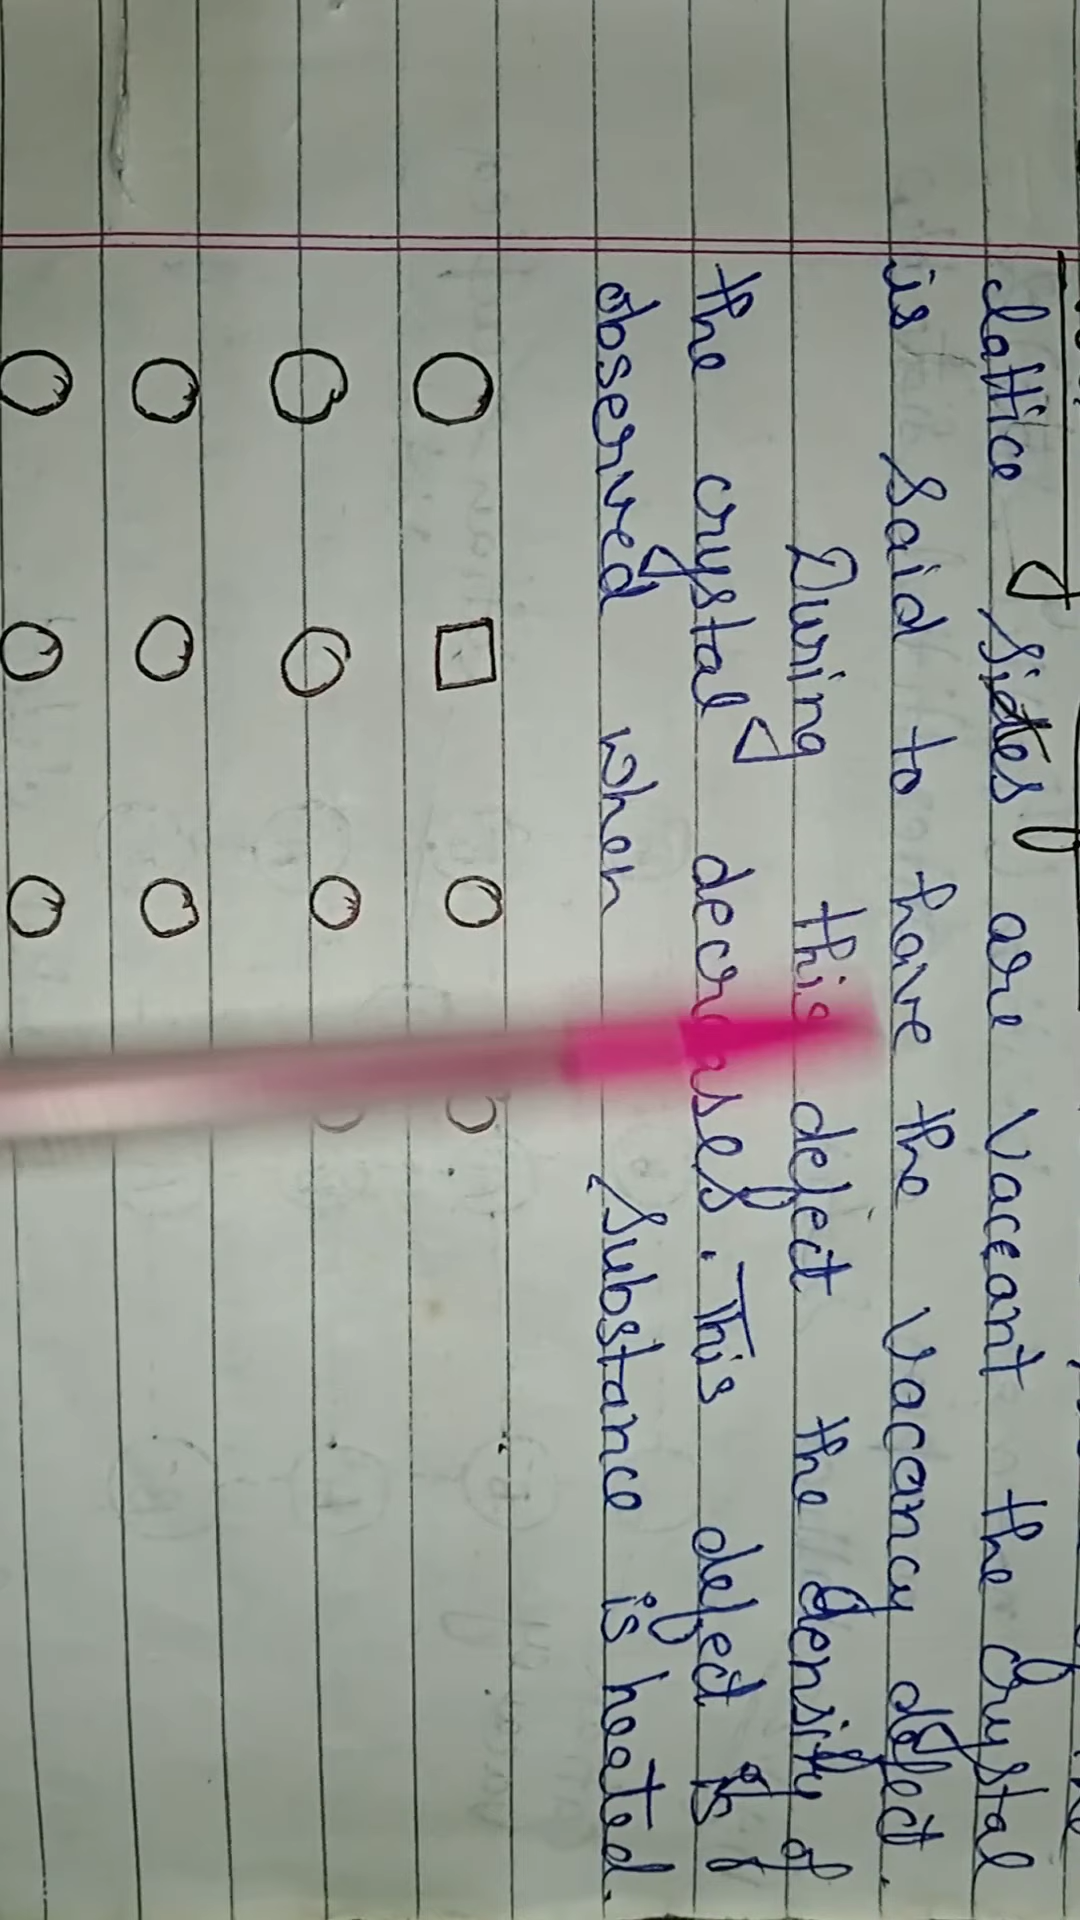 lattice sites are vaceant the crystal
is said to have the vacancy defect.
During this defect the density of
the crystal decreases. This defect is
observed when substance is heated.